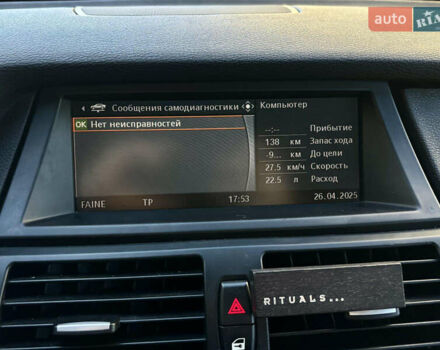 auto RIA
Сообщения самодиагностики
Компьютер
OK Нет неисправностей
--:-- Прибытие
138 км Запас хода
-9... км До цели
27.5 км/ч Скорость
22.5 л Расход
FAINE TP 17:53 26.04.2025
RITUALS...